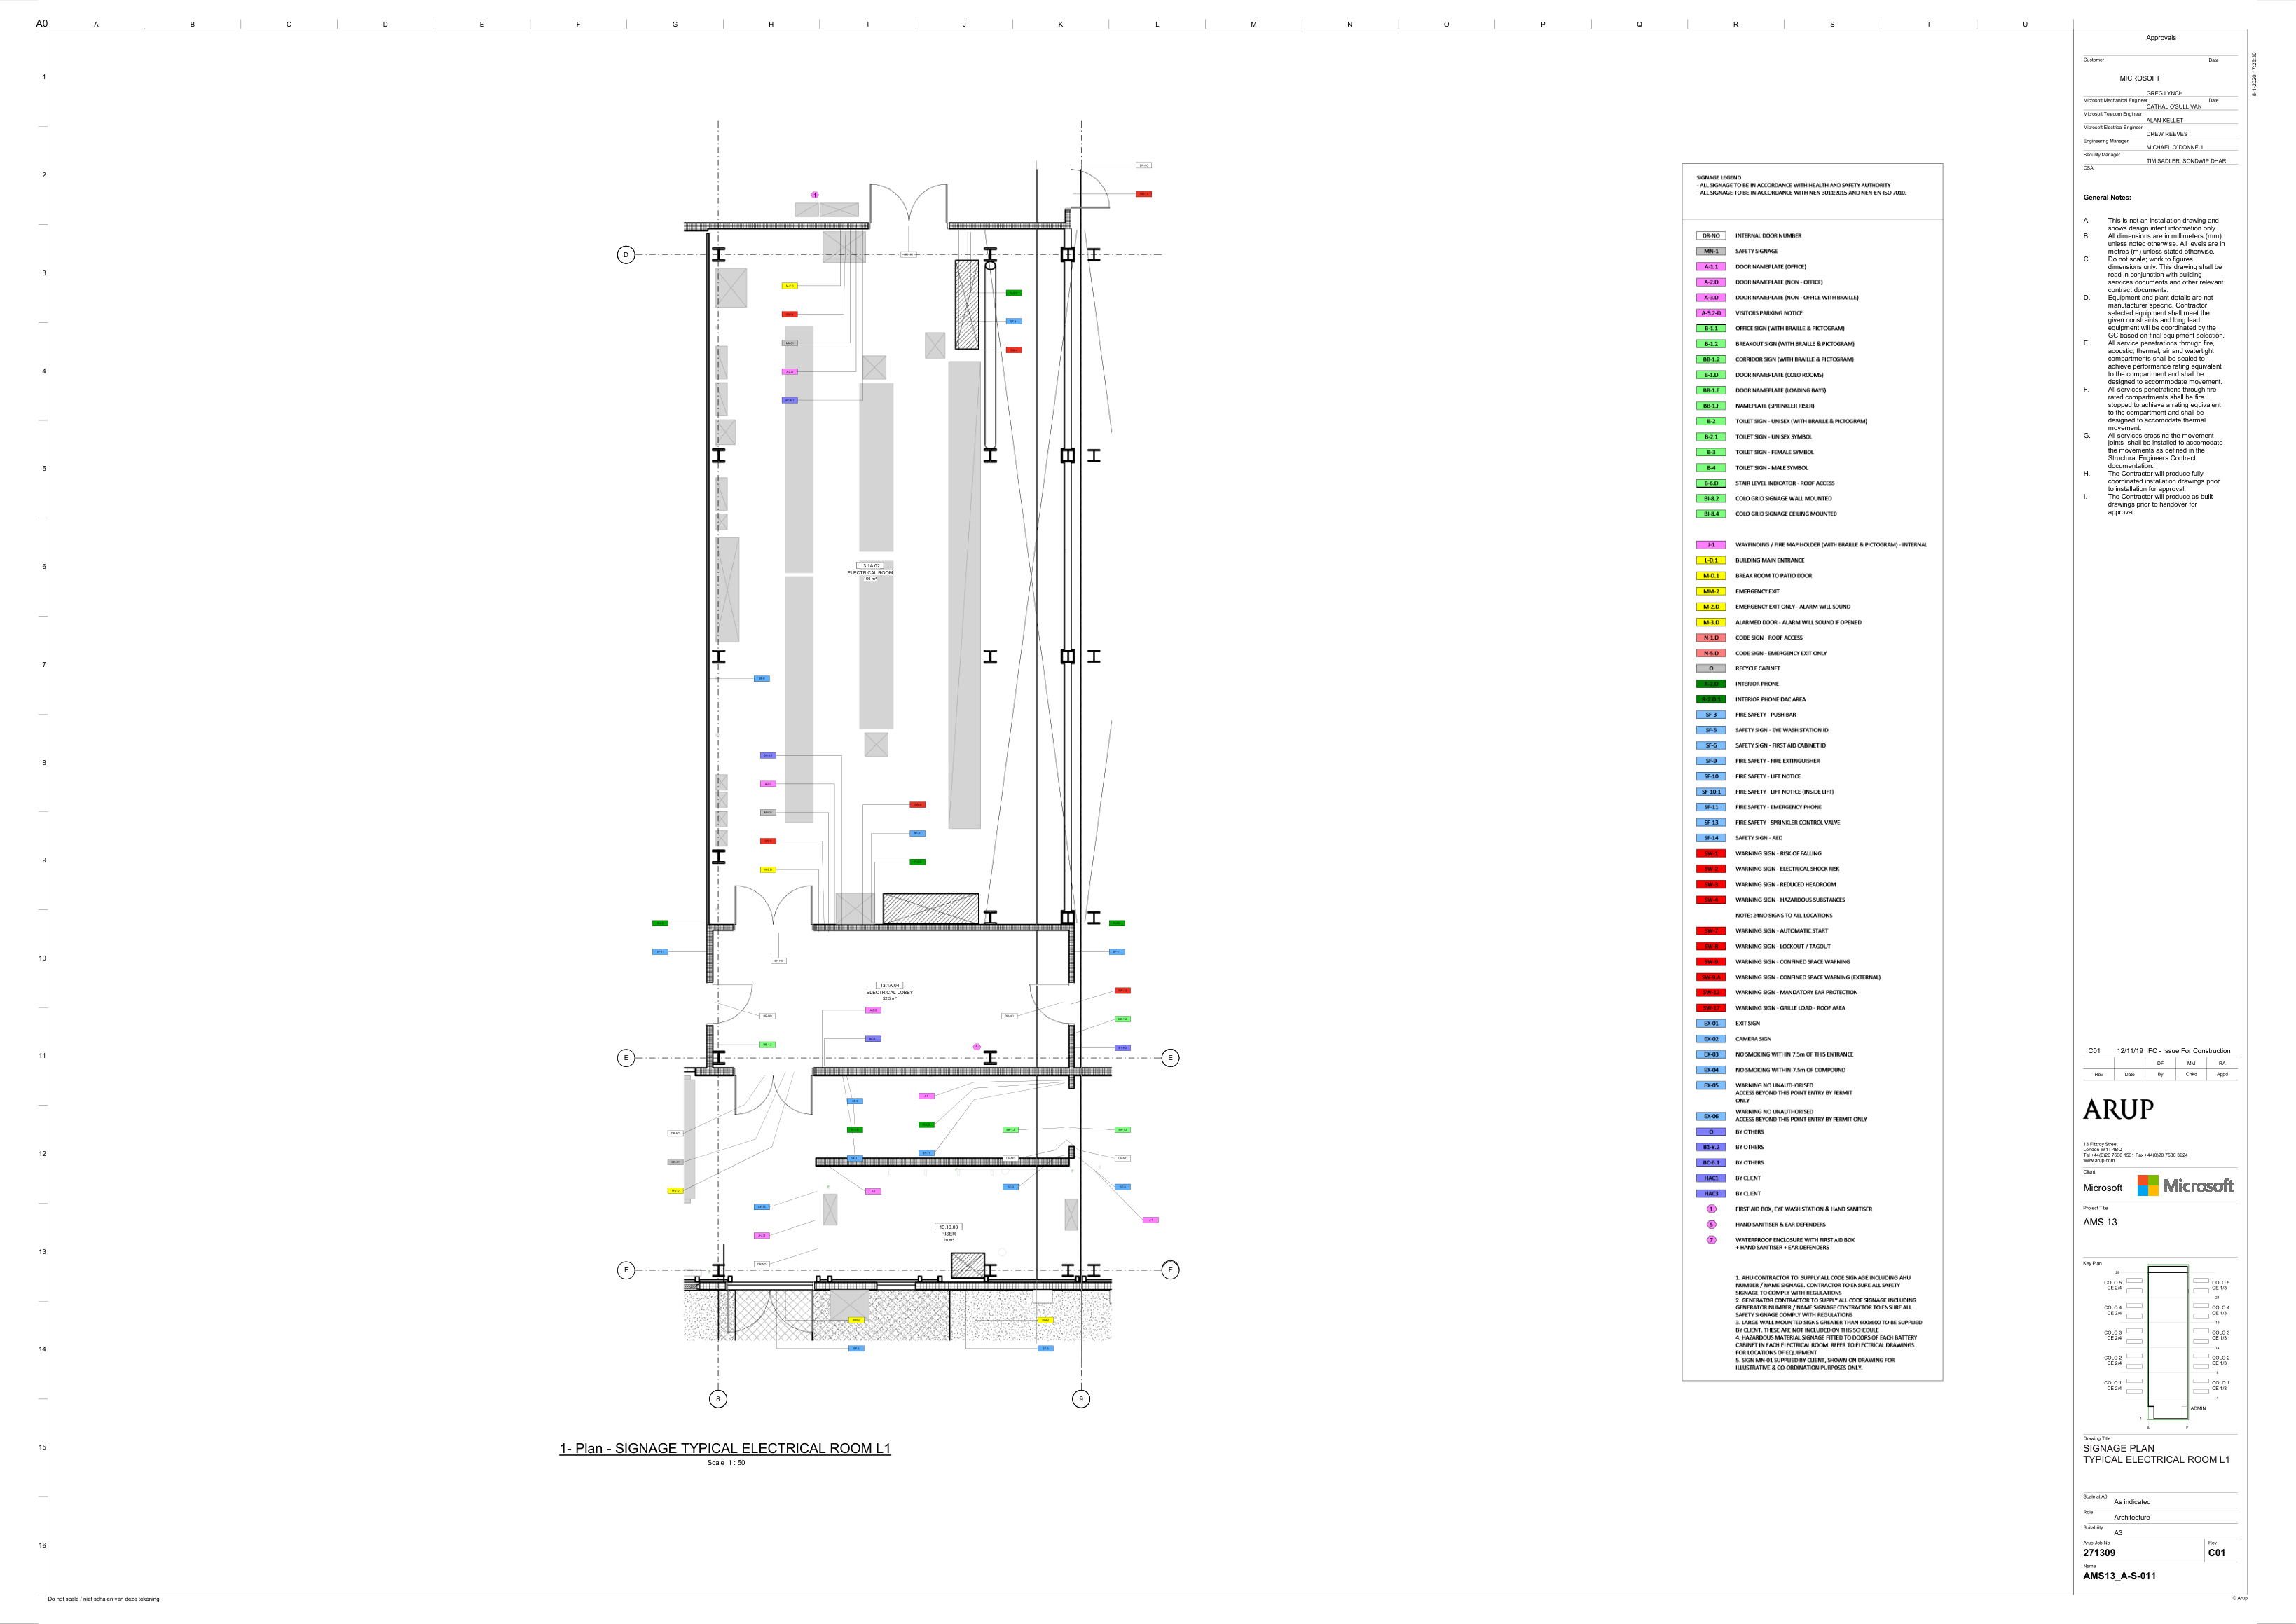 A0
A B C D E F G H I J K L M N O P Q R S T U
1
2
3
4
5
6
7
8
9
10
11
12
13
14
15
16
D
E
E
F
F
8
9
13.1A.02
ELECTRICAL ROOM
13.1A.04
ELECTRICAL LOBBY
32.5 m²
13.10.03
RISER
20 m²
1- Plan - SIGNAGE TYPICAL ELECTRICAL ROOM L1
Scale 1 : 50
SIGNAGE LEGEND
- ALL SIGNAGE TO BE IN ACCORDANCE WITH HEALTH AND SAFETY AUTHORITY
- ALL SIGNAGE TO BE IN ACCORDANCE WITH NEN 3011:2015 AND NEN-EN-ISO 7010.
DR-NO INTERNAL DOOR NUMBER
MN-1 SAFETY SIGNAGE
A-1.1 DOOR NAMEPLATE (OFFICE)
A-2.D DOOR NAMEPLATE (NON - OFFICE)
A-3.D DOOR NAMEPLATE (NON - OFFICE WITH BRAILLE)
A-5.2-D VISITORS PARKING NOTICE
B-1.1 OFFICE SIGN (WITH BRAILLE & PICTOGRAM)
B-1.2 BREAKOUT SIGN (WITH BRAILLE & PICTOGRAM)
BB-1.2 CORRIDOR SIGN (WITH BRAILLE & PICTOGRAM)
B-1.D DOOR NAMEPLATE (COLO ROOMS)
BB-1.E DOOR NAMEPLATE (LOADING BAYS)
BB-1.F NAMEPLATE (SPRINKLER RISER)
B-2 TOILET SIGN - UNISEX (WITH BRAILLE & PICTOGRAM)
B-2.1 TOILET SIGN - UNISEX SYMBOL
B-3 TOILET SIGN - FEMALE SYMBOL
B-4 TOILET SIGN - MALE SYMBOL
B-6.D STAIR LEVEL INDICATOR - ROOF ACCESS
BI-8.2 COLO GRID SIGNAGE WALL MOUNTED
BI-8.4 COLO GRID SIGNAGE CEILING MOUNTED
J-1 WAYFINDING / FIRE MAP HOLDER (WITH BRAILLE & PICTOGRAM) - INTERNAL
L-D.1 BUILDING MAIN ENTRANCE
M-D.1 BREAK ROOM TO PATIO DOOR
MM-2 EMERGENCY EXIT
M-2.D EMERGENCY EXIT ONLY - ALARM WILL SOUND
M-3.D ALARMED DOOR - ALARM WILL SOUND IF OPENED
N-1.D CODE SIGN - ROOF ACCESS
N-5.D CODE SIGN - EMERGENCY EXIT ONLY
O RECYCLE CABINET
INTERIOR PHONE
INTERIOR PHONE DAC AREA
SF-3 FIRE SAFETY - PUSH BAR
SF-5 SAFETY SIGN - EYE WASH STATION ID
SF-6 SAFETY SIGN - FIRST AID CABINET ID
SF-9 FIRE SAFETY - FIRE EXTINGUISHER
SF-10 FIRE SAFETY - LIFT NOTICE
SF-10.1 FIRE SAFETY - LIFT NOTICE (INSIDE LIFT)
SF-11 FIRE SAFETY - EMERGENCY PHONE
SF-13 FIRE SAFETY - SPRINKLER CONTROL VALVE
SF-14 SAFETY SIGN - AED
SW-1 WARNING SIGN - RISK OF FALLING
SW-2 WARNING SIGN - ELECTRICAL SHOCK RISK
SW-3 WARNING SIGN - REDUCED HEADROOM
WARNING SIGN - HAZARDOUS SUBSTANCES
NOTE: 24NO SIGNS TO ALL LOCATIONS
SW-7 WARNING SIGN - AUTOMATIC START
SW-8 WARNING SIGN - LOCKOUT / TAGOUT
SW-9 WARNING SIGN - CONFINED SPACE WARNING
WARNING SIGN - CONFINED SPACE WARNING (EXTERNAL)
WARNING SIGN - MANDATORY EAR PROTECTION
WARNING SIGN - GRILLE LOAD - ROOF AREA
EX-01 EXIT SIGN
EX-02 CAMERA SIGN
EX-03 NO SMOKING WITHIN 7.5m OF THIS ENTRANCE
EX-04 NO SMOKING WITHIN 7.5m OF COMPOUND
EX-05 WARNING NO UNAUTHORISED
ACCESS BEYOND THIS POINT ENTRY BY PERMIT
ONLY
EX-06 WARNING NO UNAUTHORISED
ACCESS BEYOND THIS POINT ENTRY BY PERMIT ONLY
O BY OTHERS
BI-8.2 BY OTHERS
BC-6.1 BY OTHERS
HAC1 BY CLIENT
HAC3 BY CLIENT
1 FIRST AID BOX, EYE WASH STATION & HAND SANITISER
5 HAND SANITISER & EAR DEFENDERS
7 WATERPROOF ENCLOSURE WITH FIRST AID BOX
+ HAND SANITISER + EAR DEFENDERS
1. AHU CONTRACTOR TO SUPPLY ALL CODE SIGNAGE INCLUDING AHU
NUMBER / NAME SIGNAGE. CONTRACTOR TO ENSURE ALL SAFETY
SIGNAGE TO COMPLY WITH REGULATIONS
2. GENERATOR CONTRACTOR TO SUPPLY ALL CODE SIGNAGE INCLUDING
GENERATOR NUMBER / NAME SIGNAGE CONTRACTOR TO ENSURE ALL
SAFETY SIGNAGE COMPLY WITH REGULATIONS
3. LARGE WALL MOUNTED SIGNS GREATER THAN 600x600 TO BE SUPPLIED
BY CLIENT. THESE ARE NOT INCLUDED ON THIS SCHEDULE
4. HAZARDOUS MATERIAL SIGNAGE FITTED TO DOORS OF EACH BATTERY
CABINET IN EACH ELECTRICAL ROOM. REFER TO ELECTRICAL DRAWINGS
FOR LOCATIONS OF EQUIPMENT
5. SIGN MN-01 SUPPLIED BY CLIENT, SHOWN ON DRAWING FOR
ILLUSTRATIVE & CO-ORDINATION PURPOSES ONLY.
8-1-2020 17:26:30
Approvals
Customer Date
MICROSOFT
GREG LYNCH
Microsoft Mechanical Engineer Date
CATHAL O'SULLIVAN
Microsoft Telecom Engineer
ALAN KELLET
Microsoft Electrical Engineer
DREW REEVES
Engineering Manager
MICHAEL O`DONNELL
Security Manager
TIM SADLER, SONDWIP DHAR
CSA
General Notes:
A. This is not an installation drawing and
shows design intent information only.
B. All dimensions are in millimeters (mm)
unless noted otherwise. All levels are in
metres (m) unless stated otherwise.
C. Do not scale; work to figures
dimensions only. This drawing shall be
read in conjunction with building
services documents and other relevant
contract documents.
D. Equipment and plant details are not
manufacturer specific. Contractor
selected equipment shall meet the
given constraints and long lead
equipment will be coordinated by the
GC based on final equipment selection.
E. All service penetrations through fire,
acoustic, thermal, air and watertight
compartments shall be sealed to
achieve performance rating equivalent
to the compartment and shall be
designed to accommodate movement.
F. All services penetrations through fire
rated compartments shall be fire
stopped to achieve a rating equivalent
to the compartment and shall be
designed to accomodate thermal
movement.
G. All services crossing the movement
joints shall be installed to accomodate
the movements as defined in the
Structural Engineers Contract
documentation.
H. The Contractor will produce fully
coordinated installation drawings prior
to installation for approval.
I. The Contractor will produce as built
drawings prior to handover for
approval.
C01 12/11/19 IFC - Issue For Construction
DF MM RA
Rev Date By Chkd Appd
ARUP
13 Fitzroy Street
London W1T 4BQ
Tel +44(0)20 7636 1531 Fax +44(0)20 7580 3924
www.arup.com
Client
Microsoft Microsoft
Project Title
AMS 13
Key Plan
COLO 5 COLO 5
CE 2/4 CE 1/3
COLO 4 COLO 4
CE 2/4 CE 1/3
COLO 3 COLO 3
CE 2/4 CE 1/3
COLO 2 COLO 2
CE 2/4 CE 1/3
COLO 1 COLO 1
CE 2/4 CE 1/3
ADMIN
Drawing Title
SIGNAGE PLAN
TYPICAL ELECTRICAL ROOM L1
Scale at A0
As indicated
Role
Architecture
Suitability
A3
Arup Job No Rev
271309 C01
Name
AMS13_A-S-011
Do not scale / niet schalen van deze tekening
© Arup